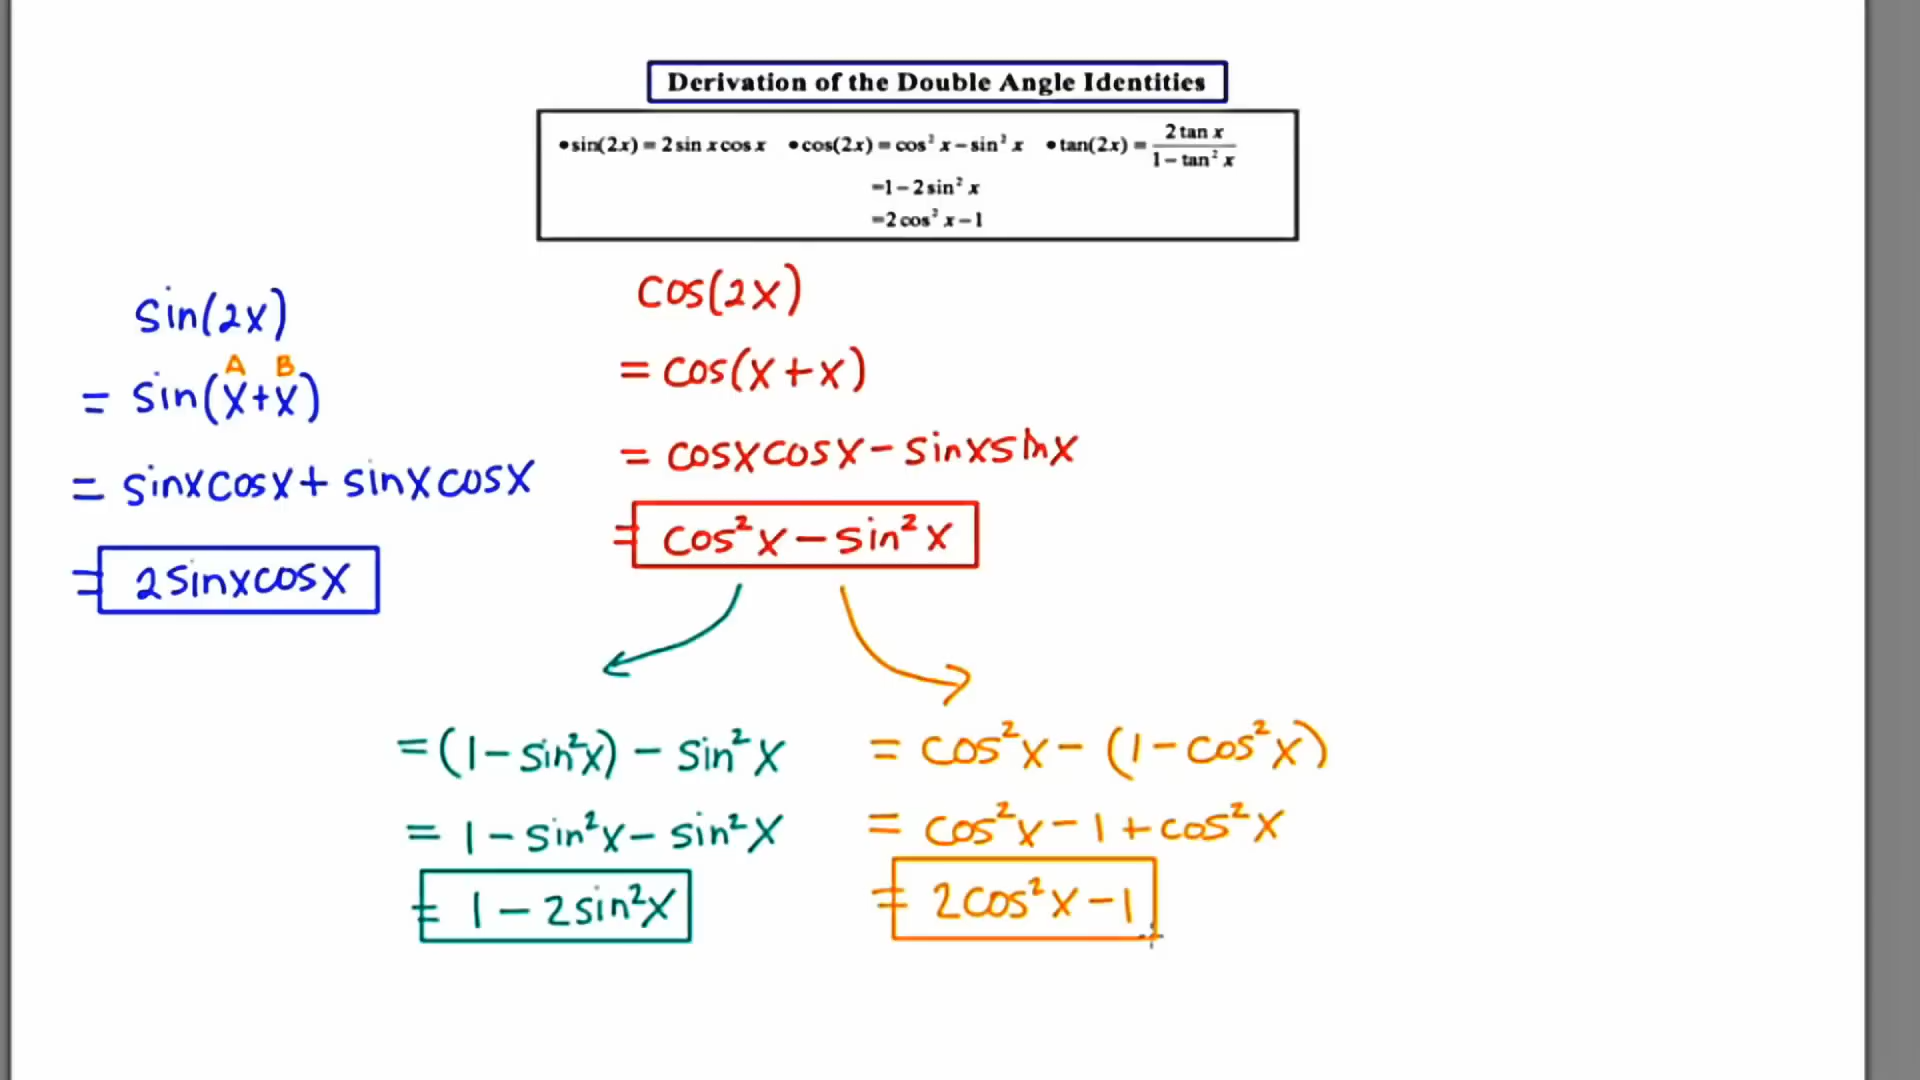 Derivation of the Double Angle Identities
•sin(2x) = 2 sin x cos x •cos(2x) = cos² x − sin² x •tan(2x) = 2 tan x / 1 − tan² x
=1 − 2 sin² x
=2 cos² x − 1
sin(2x)
A B
= sin(x+x)
= sinxcosx + sinxcosx
= 2sinxcosx
cos(2x)
= cos(x+x)
= cosxcosx − sinxsinx
= cos²x − sin²x
= (1 − sin²x) − sin²x
= 1 − sin²x − sin²x
= 1 − 2sin²x
= cos²x − (1 − cos²x)
= cos²x − 1 + cos²x
= 2cos²x − 1